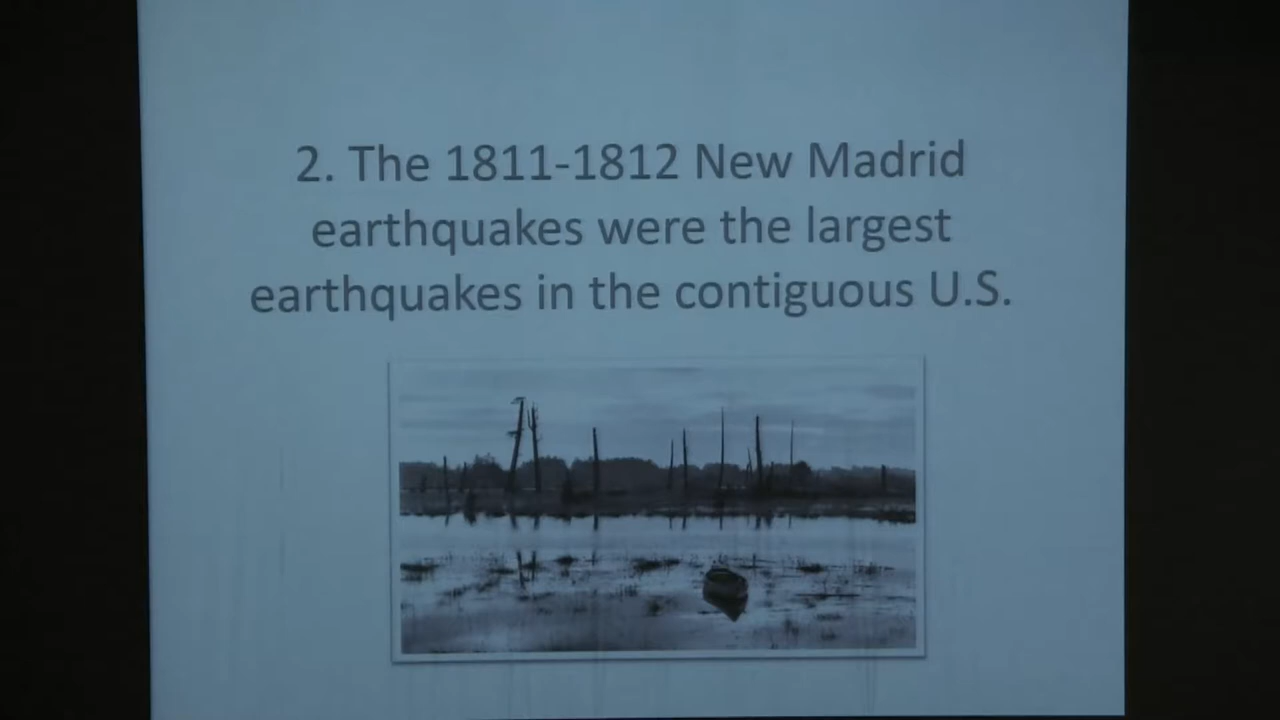 2. The 1811-1812 New Madrid
earthquakes were the largest
earthquakes in the contiguous U.S.